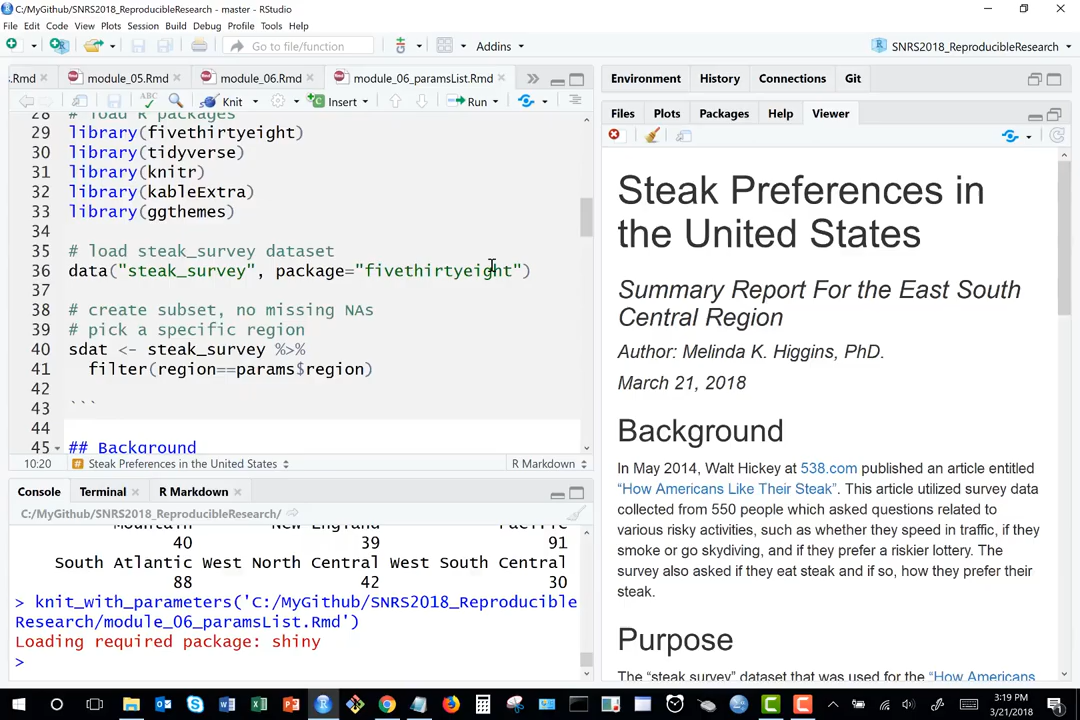 C:/MyGithub/SNRS2018_ReproducibleResearch - master - RStudio
File Edit Code View Plots Session Build Debug Profile Tools Help
Go to file/function
Addins
SNRS2018_ReproducibleResearch
s.Rmd
module_05.Rmd
module_06.Rmd
module_06_paramsList.Rmd
ABC
Knit
Insert
Run
28 # load R packages
29 library(fivethirtyeight)
30 library(tidyverse)
31 library(knitr)
32 library(kableExtra)
33 library(ggthemes)
34
35 # load steak_survey dataset
36 data("steak_survey", package="fivethirtyeight")
37
38 # create subset, no missing NAs
39 # pick a specific region
40 sdat <- steak_survey %>%
41 filter(region==params$region)
42
43 ```
44
45 ## Background
10:20
Steak Preferences in the United States
R Markdown
Console
Terminal
R Markdown
C:/MyGithub/SNRS2018_ReproducibleResearch/
Mountain New England Pacific
40 39 91
South Atlantic West North Central West South Central
88 42 30
> knit_with_parameters('C:/MyGithub/SNRS2018_Reproducible
Research/module_06_paramsList.Rmd')
Loading required package: shiny
>
Environment
History
Connections
Git
Files
Plots
Packages
Help
Viewer
Steak Preferences in
the United States
Summary Report For the East South
Central Region
Author: Melinda K. Higgins, PhD.
March 21, 2018
Background
In May 2014, Walt Hickey at 538.com published an article entitled
“How Americans Like Their Steak”. This article utilized survey data
collected from 550 people which asked questions related to
various risky activities, such as whether they speed in traffic, if they
smoke or go skydiving, and if they prefer a riskier lottery. The
survey also asked if they eat steak and if so, how they prefer their
steak.
Purpose
The “steak survey” dataset that was used for the “How Americans
3:19 PM
3/21/2018